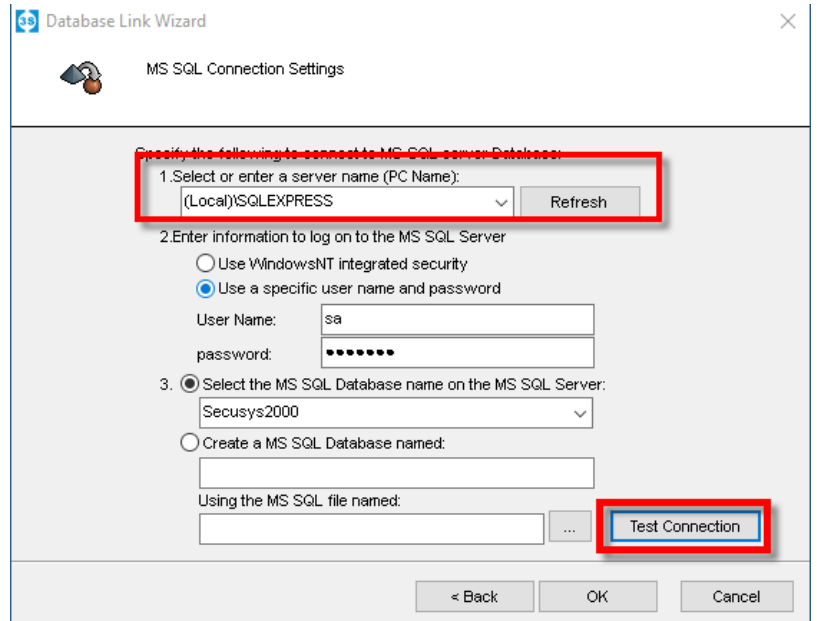 3S Database Link Wizard
MS SQL Connection Settings
Specify the following to connect to MS SQL server Database:
1.Select or enter a server name (PC Name):
(Local)\SQLEXPRESS
Refresh
2.Enter information to log on to the MS SQL Server
Use WindowsNT integrated security
Use a specific user name and password
User Name: sa
password: •••••••
3. Select the MS SQL Database name on the MS SQL Server:
Secusys2000
Create a MS SQL Database named:
Using the MS SQL file named:
... Test Connection
< Back OK Cancel